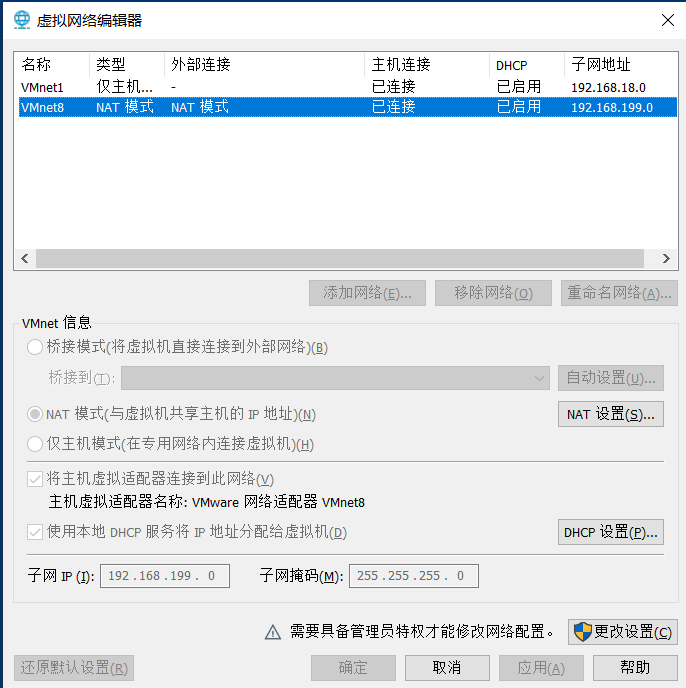 虚拟网络编辑器
名称 类型 外部连接 主机连接 DHCP 子网地址
VMnet1 仅主机... - 已连接 已启用 192.168.18.0
VMnet8 NAT 模式 NAT 模式 已连接 已启用 192.168.199.0
添加网络(E)... 移除网络(O) 重命名网络(A)...
VMnet 信息
桥接模式(将虚拟机直接连接到外部网络)(B)
桥接到(T): 自动设置(U)...
NAT 模式(与虚拟机共享主机的 IP 地址)(N) NAT 设置(S)...
仅主机模式(在专用网络内连接虚拟机)(H)
将主机虚拟适配器连接到此网络(V)
主机虚拟适配器名称: VMware 网络适配器 VMnet8
使用本地 DHCP 服务将 IP 地址分配给虚拟机(D) DHCP 设置(P)...
子网 IP (I): 192 .168 .199 . 0 子网掩码(M): 255 .255 .255 . 0
需要具备管理员特权才能修改网络配置。 更改设置(C)
还原默认设置(R) 确定 取消 应用(A) 帮助